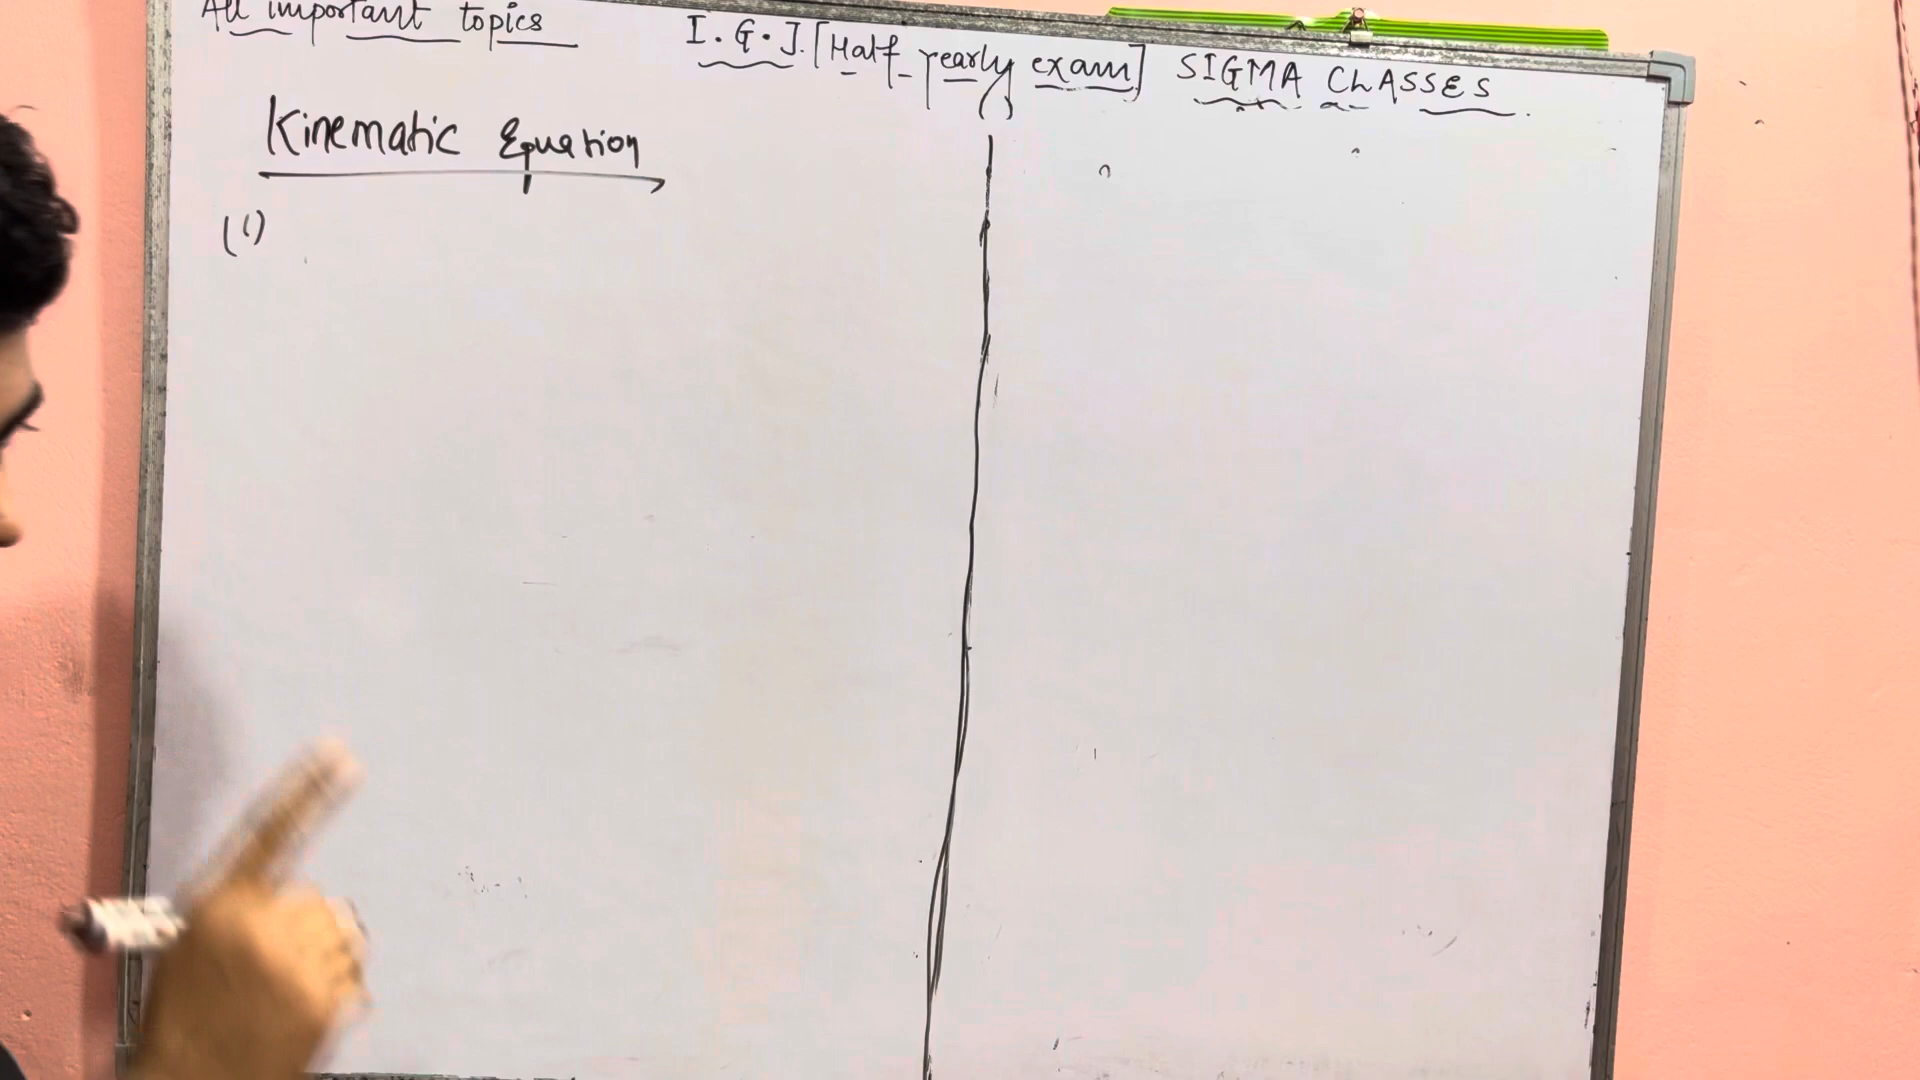 All important topics
I.G.J. [Half yearly exam] SIGMA CLASSES
Kinematic Equation
(1)